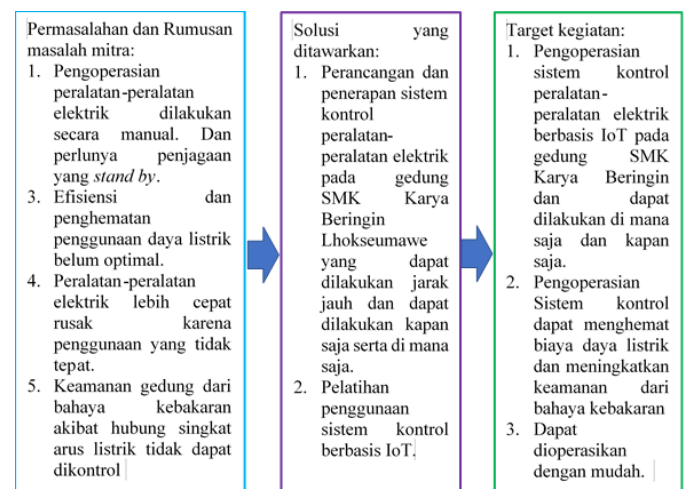 Permasalahan dan Rumusan
masalah mitra:
1. Pengoperasian
peralatan-peralatan
elektrik dilakukan
secara manual. Dan
perlunya penjagaan
yang stand by.
3. Efisiensi dan
penghematan
penggunaan daya listrik
belum optimal.
4. Peralatan-peralatan
elektrik lebih cepat
rusak karena
penggunaan yang tidak
tepat.
5. Keamanan gedung dari
bahaya kebakaran
akibat hubung singkat
arus listrik tidak dapat
dikontrol
Solusi yang
ditawarkan:
1. Perancangan dan
penerapan sistem
kontrol
peralatan-
peralatan elektrik
pada gedung
SMK Karya
Beringin
Lhokseumawe
yang dapat
dilakukan jarak
jauh dan dapat
dilakukan kapan
saja serta di mana
saja.
2. Pelatihan
penggunaan
sistem kontrol
berbasis IoT.
Target kegiatan:
1. Pengoperasian
sistem kontrol
peralatan-
peralatan elektrik
berbasis IoT pada
gedung SMK
Karya Beringin
dan dapat
dilakukan di mana
saja dan kapan
saja.
2. Pengoperasian
Sistem kontrol
dapat menghemat
biaya daya listrik
dan meningkatkan
keamanan dari
bahaya kebakaran
3. Dapat
dioperasikan
dengan mudah.